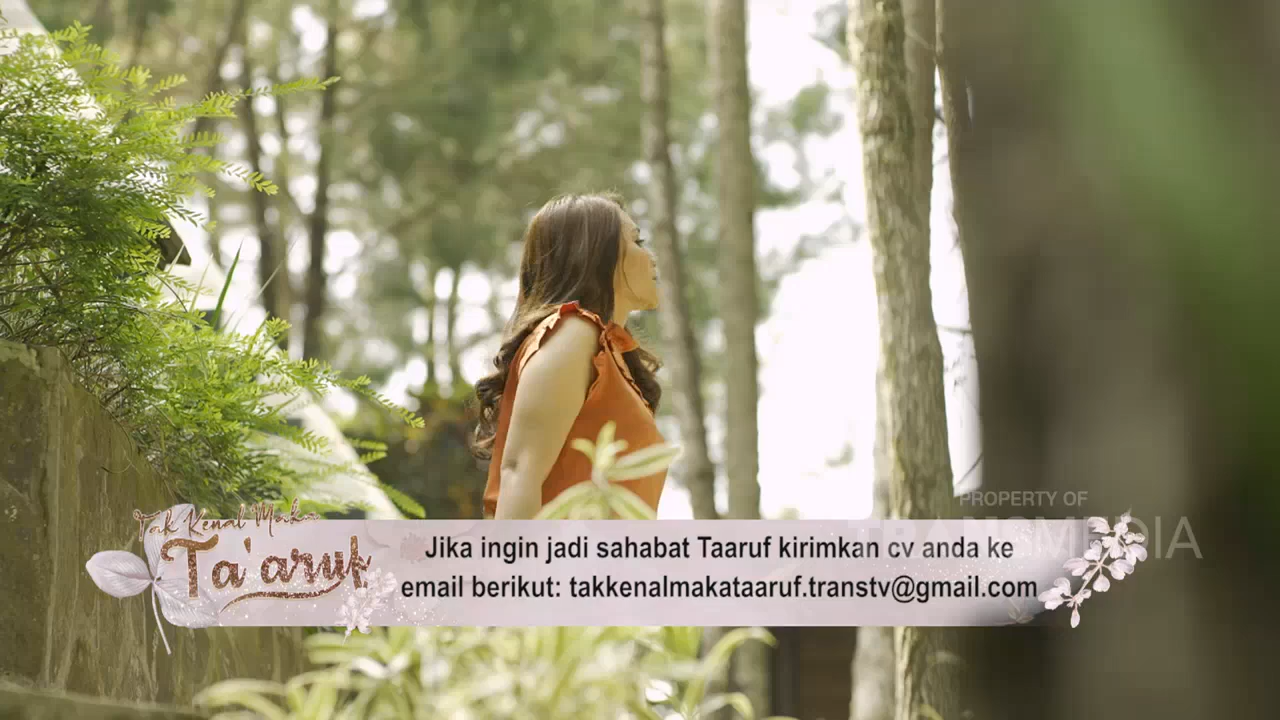 PROPERTY OF
TRANSMEDIA
Tak Kenal Maka
Ta'aruf
Jika ingin jadi sahabat Taaruf kirimkan cv anda ke
email berikut: takkenalmakataaruf.transtv@gmail.com